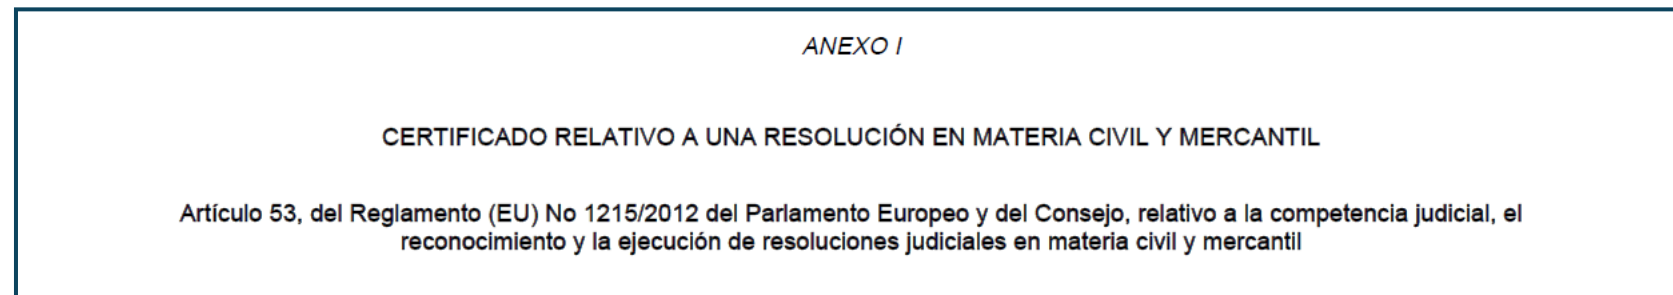 ANEXO I
CERTIFICADO RELATIVO A UNA RESOLUCIÓN EN MATERIA CIVIL Y MERCANTIL
Artículo 53, del Reglamento (EU) No 1215/2012 del Parlamento Europeo y del Consejo, relativo a la competencia judicial, el
reconocimiento y la ejecución de resoluciones judiciales en materia civil y mercantil